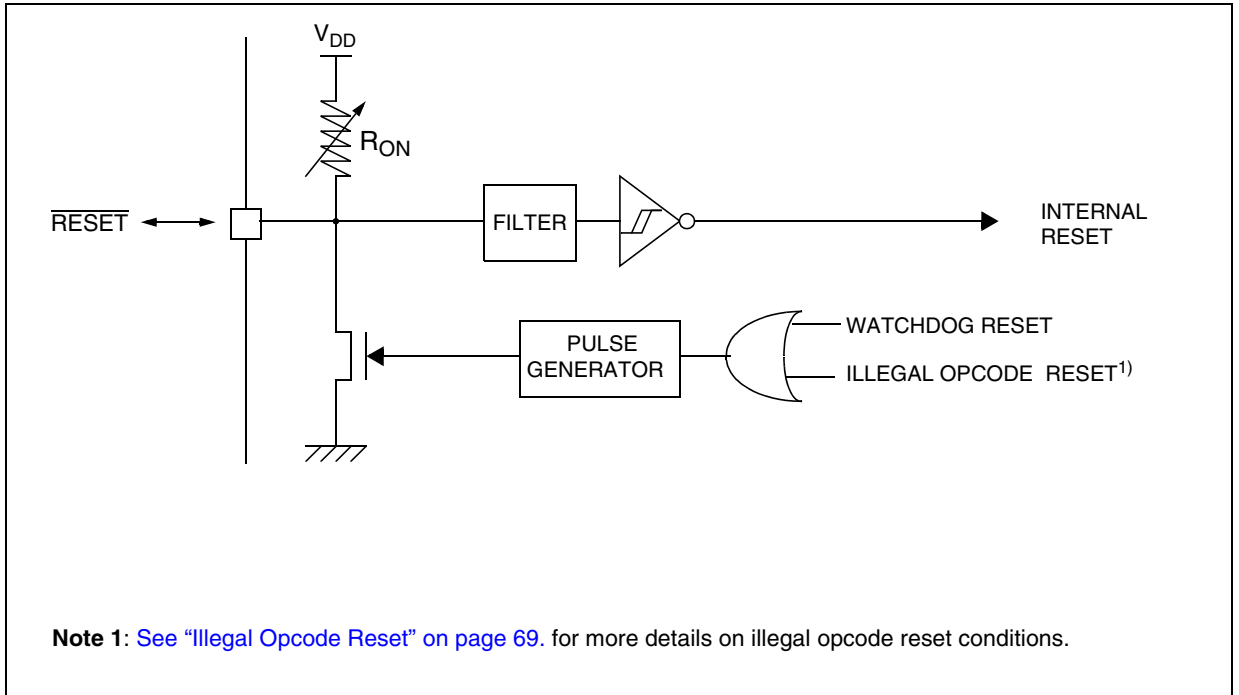 VDD
RON
RESET
FILTER
INTERNAL
RESET
PULSE
GENERATOR
WATCHDOG RESET
ILLEGAL OPCODE RESET1)
Note 1: See “Illegal Opcode Reset” on page 69. for more details on illegal opcode reset conditions.